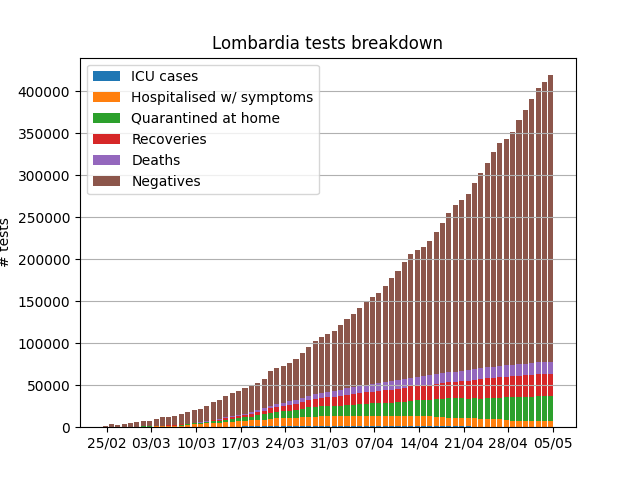 Lombardia tests breakdown
ICU cases
Hospitalised w/ symptoms
Quarantined at home
Recoveries
Deaths
Negatives
# tests
400000
350000
300000
250000
200000
150000
100000
50000
0
25/02 03/03 10/03 17/03 24/03 31/03 07/04 14/04 21/04 28/04 05/05